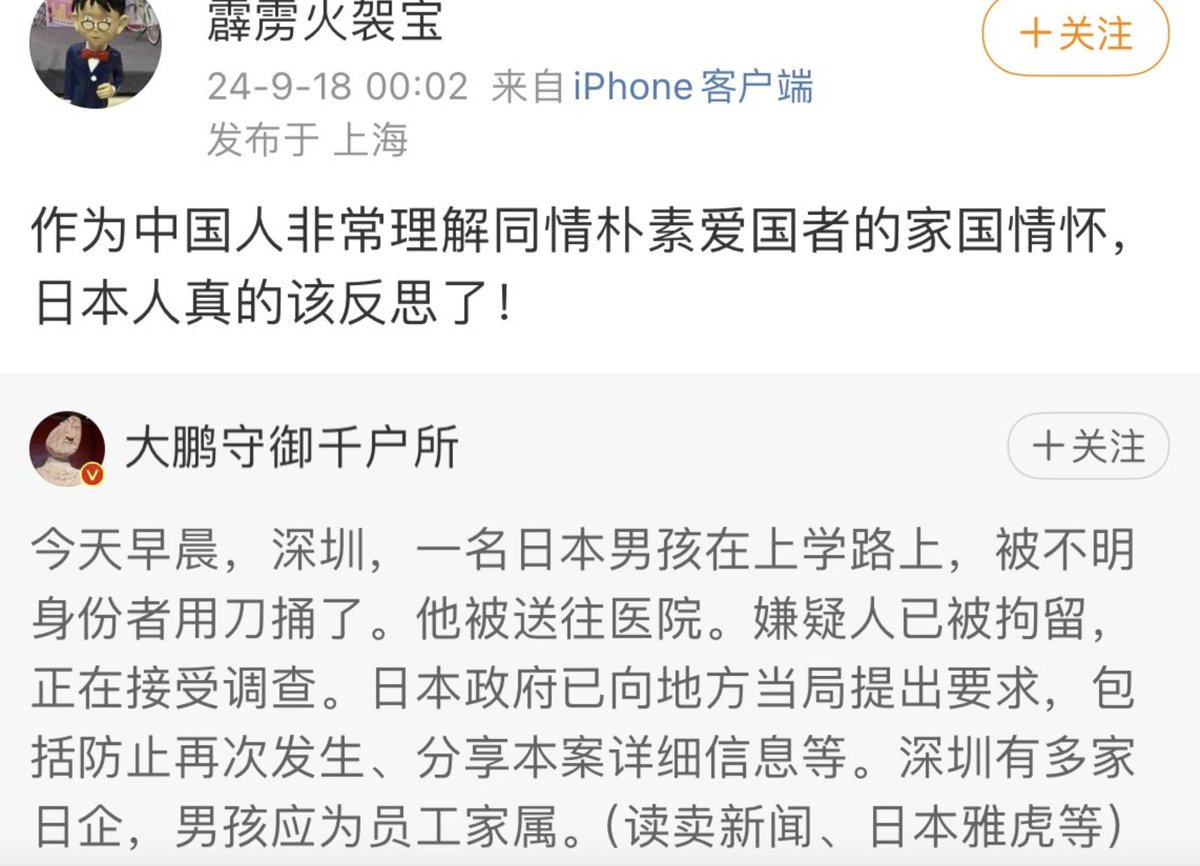 霹雳火袈宝
+关注
24-9-18 00:02 来自 iPhone客户端
发布于 上海
作为中国人非常理解同情朴素爱国者的家国情怀，
日本人真的该反思了！
大鹏守御千户所
+关注
今天早晨，深圳，一名日本男孩在上学路上，被不明
身份者用刀捅了。他被送往医院。嫌疑人已被拘留，
正在接受调查。日本政府已向地方当局提出要求，包
括防止再次发生、分享本案详细信息等。深圳有多家
日企，男孩应为员工家属。（读卖新闻、日本雅虎等）